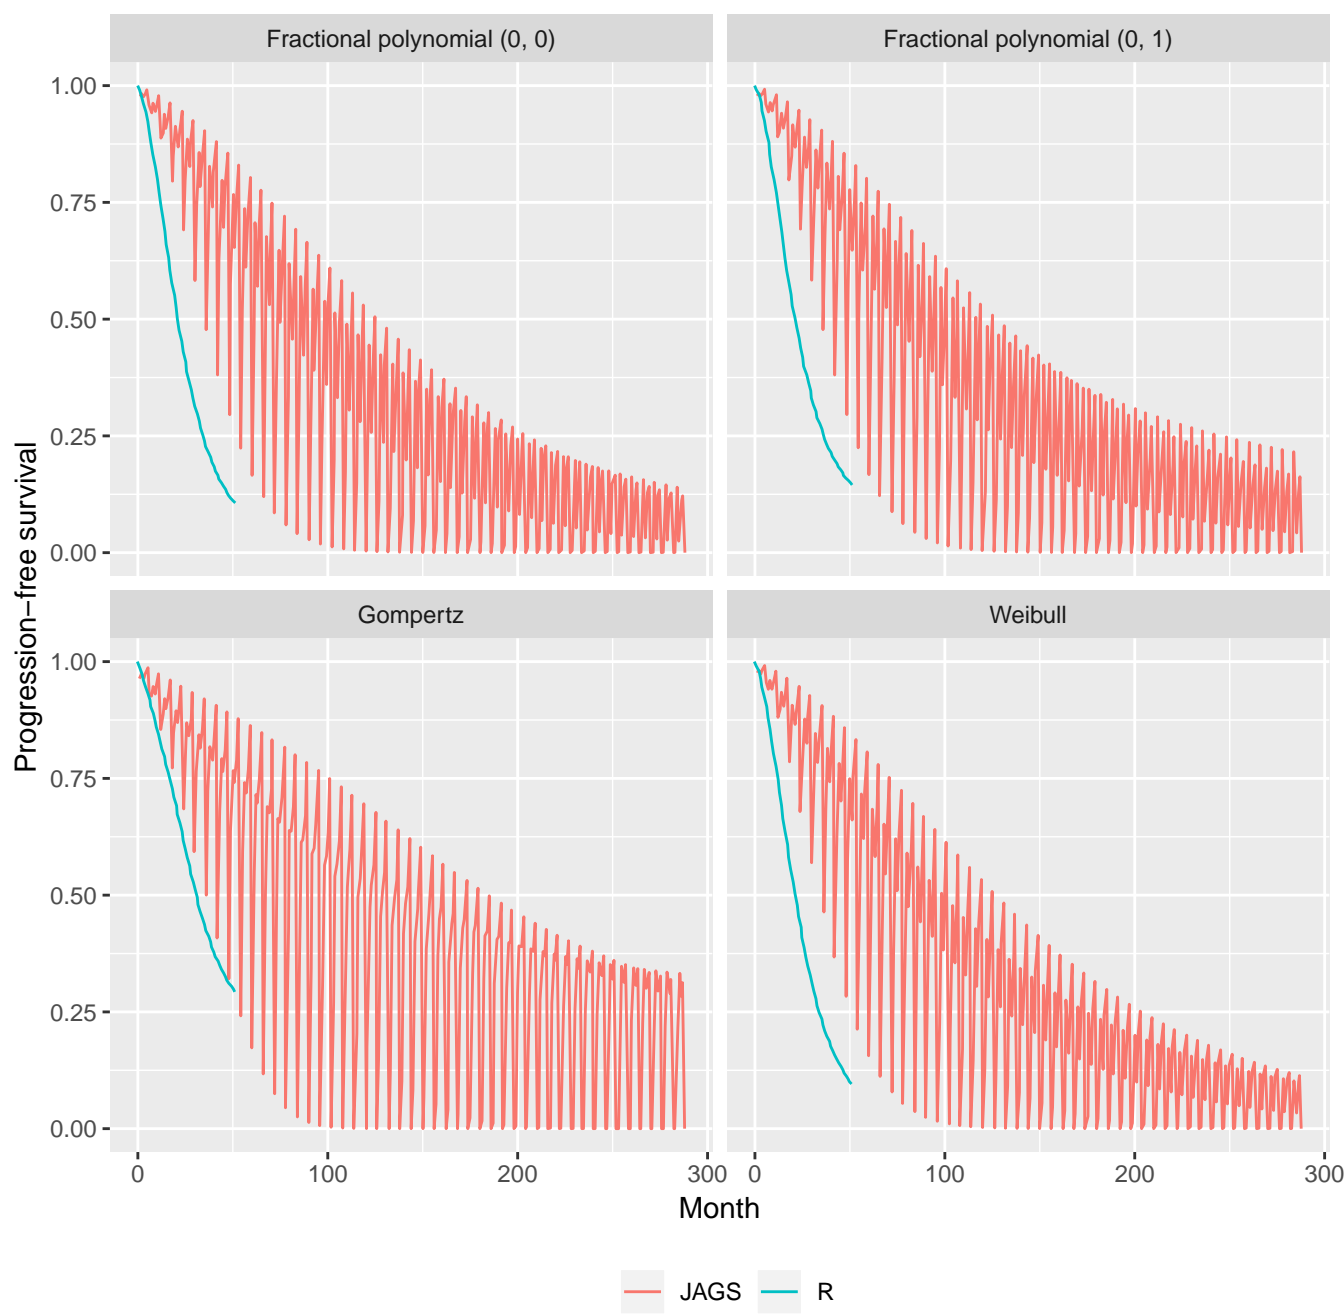 Fractional polynomial (0, 0)
Fractional polynomial (0, 1)
1.00
0.75
0.50
0.25
0.00
Gompertz
Weibull
1.00
0.75
0.50
0.25
0.00
Progression−free survival
0
100
200
300
0
100
200
300
Month
JAGS
R